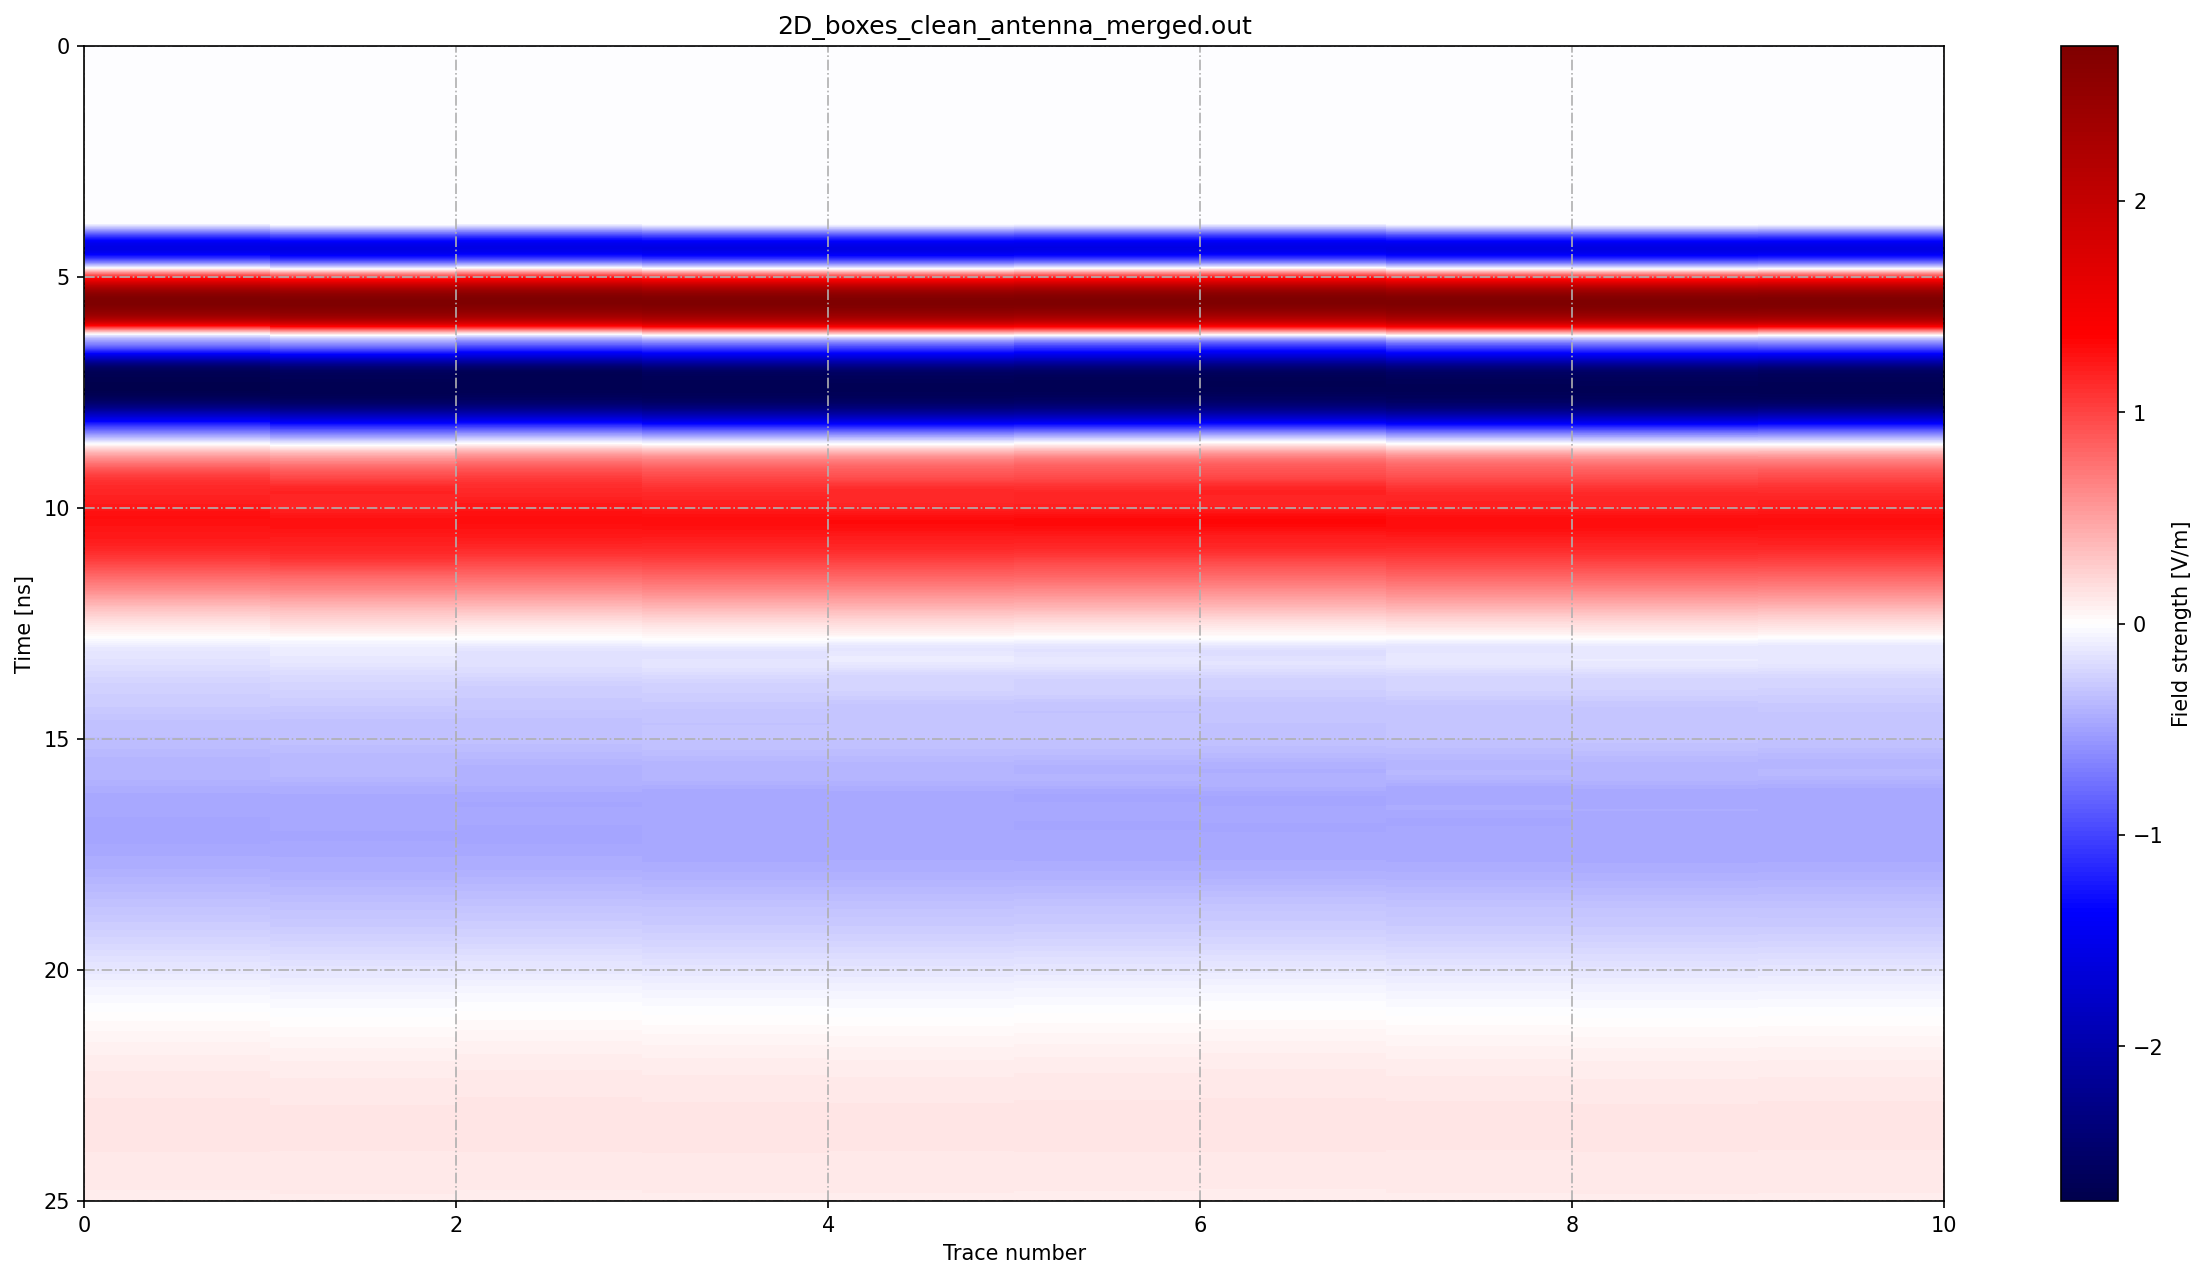 2D_boxes_clean_antenna_merged.out
0
5
10
15
20
25
Time [ns]
0 2 4 6 8 10
Trace number
2
1
0
−1
−2
Field strength [V/m]